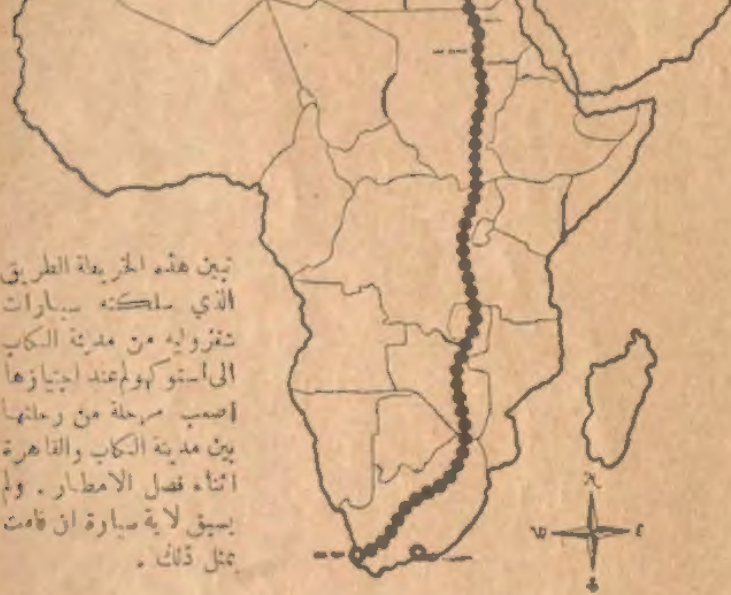 تبين هذه الخريطة الطريق
الذي سلكته سيارات
شفروليه من مدينة الكاب
الى استوكهولم عند اجتيازها
اصعب مرحلة من رحلتها
بين مدينة الكاب والقاهرة
اثناء فصل الامطار . ولم
يسبق لاية سيارة ان قامت
بمثل ذلك .
N
W E